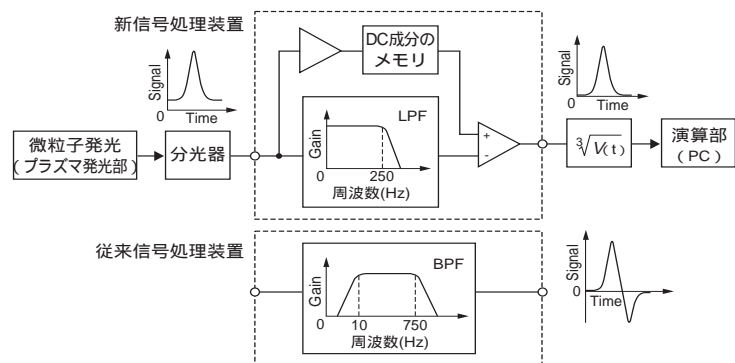 新信号処理装置
Signal
0
Time
DC成分の
メモリ
微粒子発光
(プラズマ発光部)
分光器
LPF
Gain
0
250
周波数(Hz)
+
-
Signal
0
Time
∛V(t)
演算部
(PC)
従来信号処理装置
BPF
Gain
0
10
750
周波数(Hz)
Signal
0
Time